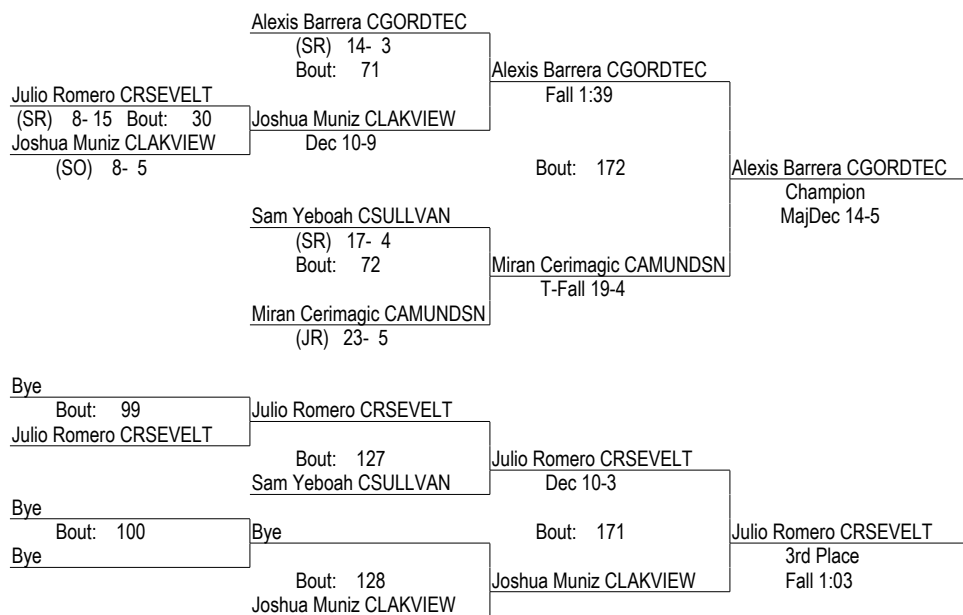 Alexis Barrera CGORDTEC
(SR) 14- 3
Bout: 71
Alexis Barrera CGORDTEC
Fall 1:39
Julio Romero CRSEVELT
(SR) 8- 15 Bout: 30
Joshua Muniz CLAKVIEW
Joshua Muniz CLAKVIEW
Dec 10-9
(SO) 8- 5
Bout: 172
Alexis Barrera CGORDTEC
Champion
MajDec 14-5
Sam Yeboah CSULLVAN
(SR) 17- 4
Bout: 72
Miran Cerimagic CAMUNDSN
T-Fall 19-4
Miran Cerimagic CAMUNDSN
(JR) 23- 5
Bye
Bout: 99
Julio Romero CRSEVELT
Julio Romero CRSEVELT
Bout: 127
Julio Romero CRSEVELT
Dec 10-3
Sam Yeboah CSULLVAN
Bye
Bout: 100
Bye
Bye
Bout: 171
Julio Romero CRSEVELT
3rd Place
Fall 1:03
Bout: 128
Joshua Muniz CLAKVIEW
Joshua Muniz CLAKVIEW